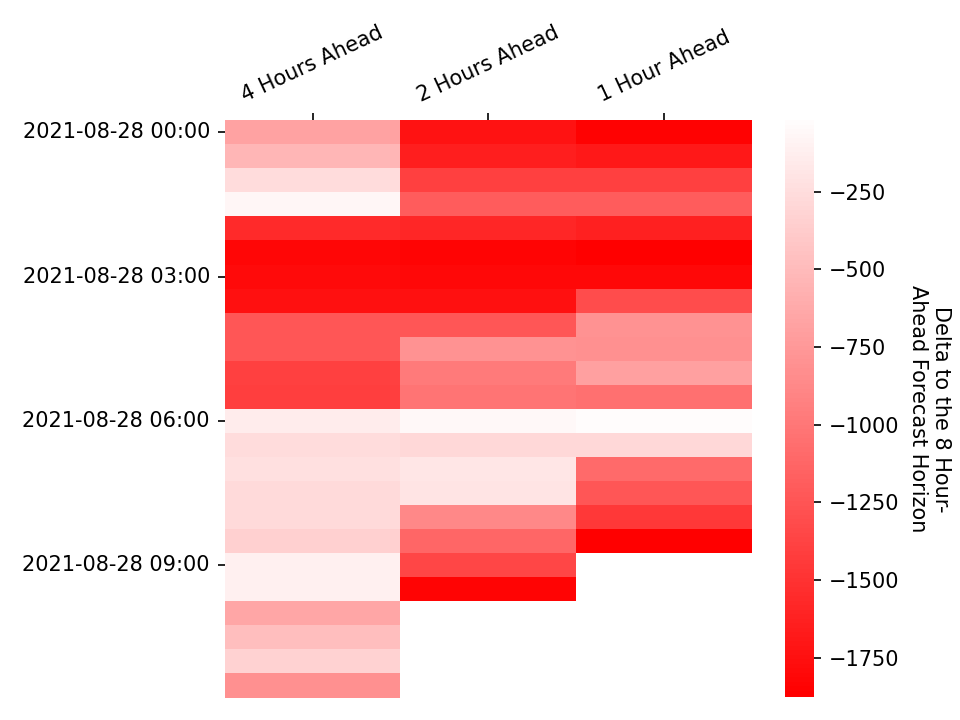 4 Hours Ahead
2 Hours Ahead
1 Hour Ahead
2021-08-28 00:00
2021-08-28 03:00
2021-08-28 06:00
2021-08-28 09:00
−250
−500
−750
−1000
−1250
−1500
−1750
Delta to the 8 Hour-
Ahead Forecast Horizon